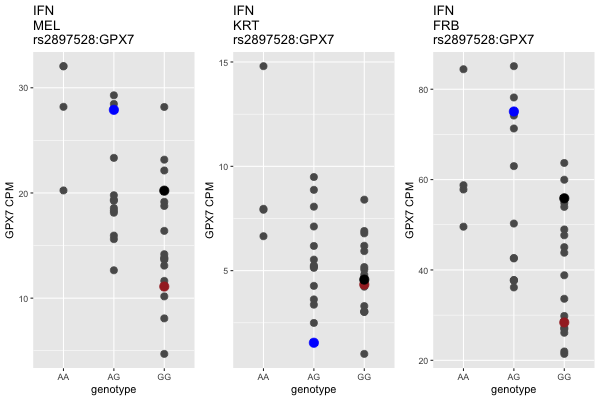 IFN
MEL
rs2897528:GPX7
GPX7 CPM
30
20
10
AA AG GG
genotype
IFN
KRT
rs2897528:GPX7
GPX7 CPM
15
10
5
AA AG GG
genotype
IFN
FRB
rs2897528:GPX7
GPX7 CPM
80
60
40
20
AA AG GG
genotype